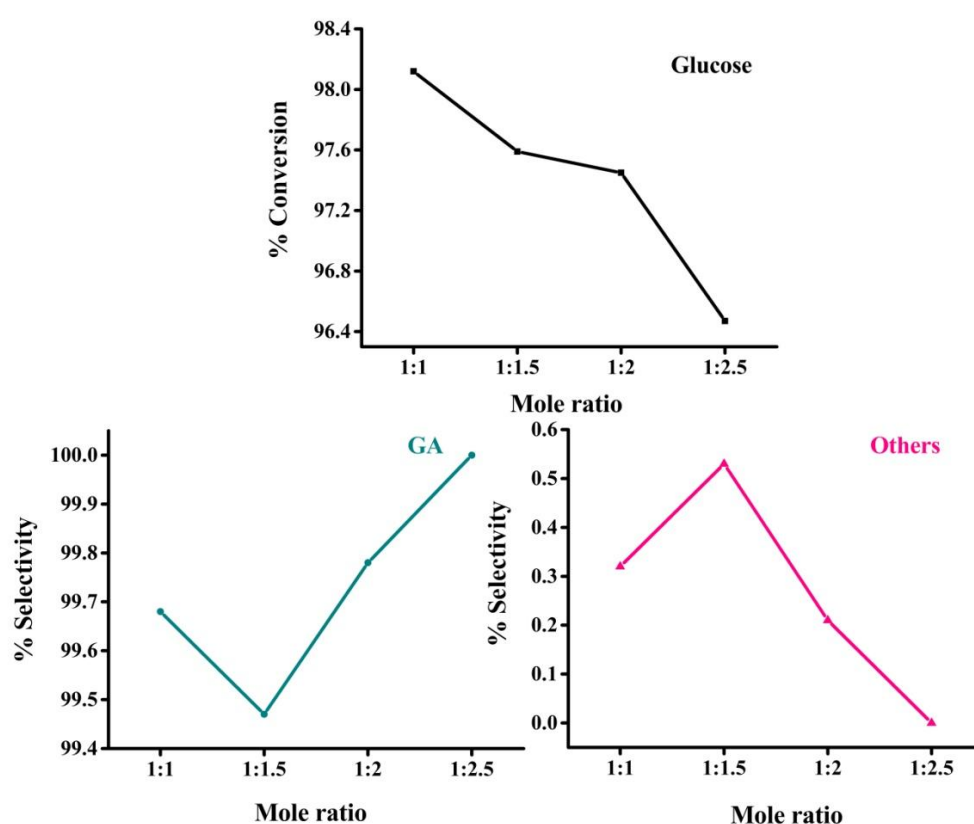 Glucose
% Conversion
98.4
98.0
97.6
97.2
96.8
96.4
1:1 1:1.5 1:2 1:2.5
Mole ratio
GA
% Selectivity
100.0
99.9
99.8
99.7
99.6
99.5
99.4
1:1 1:1.5 1:2 1:2.5
Mole ratio
Others
% Selectivity
0.6
0.5
0.4
0.3
0.2
0.1
0.0
1:1 1:1.5 1:2 1:2.5
Mole ratio